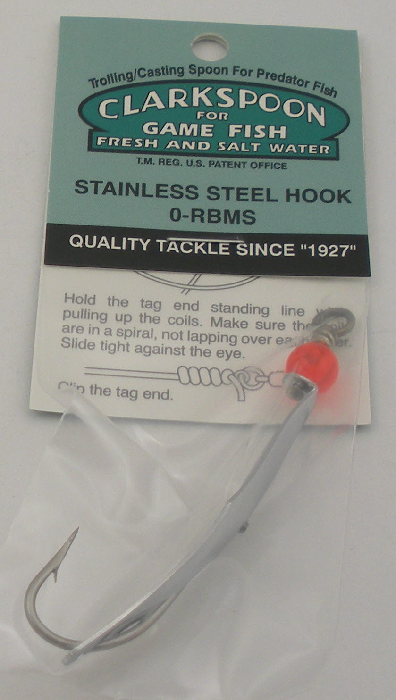 Trolling/Casting Spoon For Predator Fish
CLARKSPOON
FOR
GAME FISH
FRESH AND SALT WATER
T.M. REG. U.S. PATENT OFFICE
STAINLESS STEEL HOOK
0-RBMS
QUALITY TACKLE SINCE "1927"
Hold the tag end standing line
pulling up the coils. Make sure the
are in a spiral, not lapping over
Slide tight against the eye.
Clip the tag end.